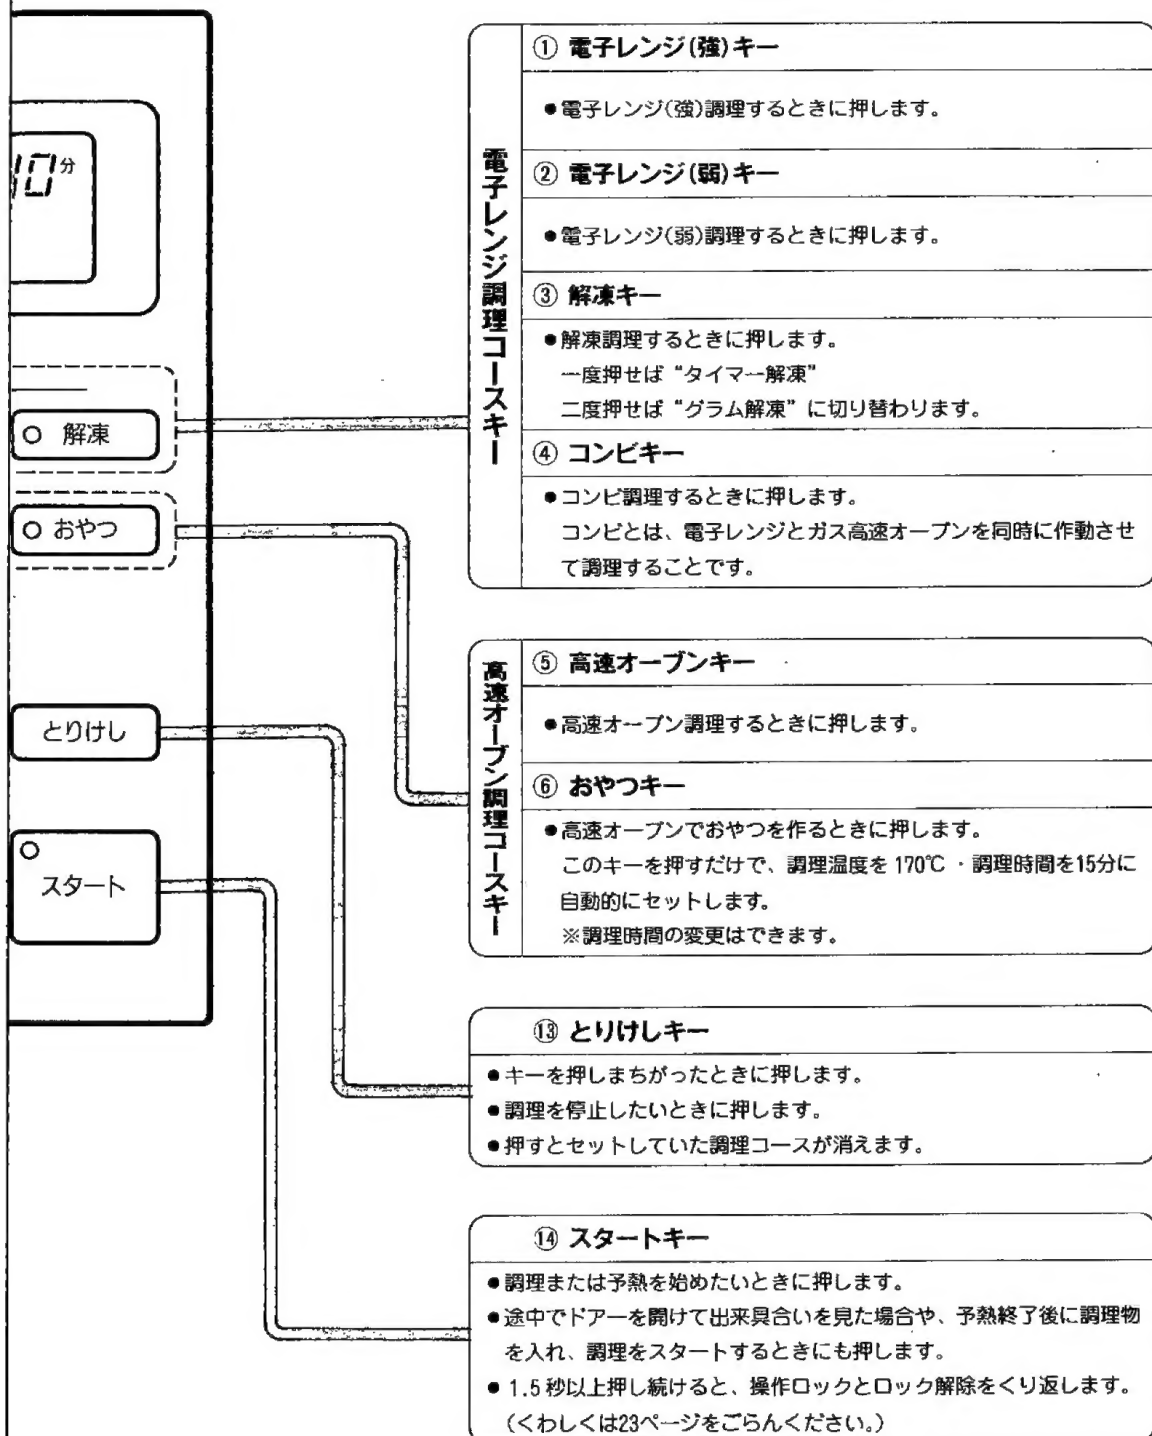 10分
解凍
おやつ
とりけし
スタート
電子レンジ調理コースキー
① 電子レンジ(強)キー
●電子レンジ(強)調理するときに押します。
② 電子レンジ(弱)キー
●電子レンジ(弱)調理するときに押します。
③ 解凍キー
●解凍調理するときに押します。
一度押せば“タイマー解凍”
二度押せば“グラム解凍”に切り替わります。
④ コンビキー
●コンビ調理するときに押します。
コンビとは、電子レンジとガス高速オーブンを同時に作動させ
て調理することです。
高速オーブン調理コースキー
⑤ 高速オーブンキー
●高速オーブン調理するときに押します。
⑥ おやつキー
●高速オーブンでおやつを作るときに押します。
このキーを押すだけで、調理温度を170℃・調理時間を15分に
自動的にセットします。
※調理時間の変更はできます。
⑬ とりけしキー
●キーを押しまちがったときに押します。
●調理を停止したいときに押します。
●押すとセットしていた調理コースが消えます。
⑭ スタートキー
●調理または予熱を始めたいときに押します。
●途中でドアーを開けて出来具合いを見た場合や、予熱終了後に調理物
を入れ、調理をスタートするときにも押します。
●1.5秒以上押し続けると、操作ロックとロック解除をくり返します。
(くわしくは23ページをごらんください。)